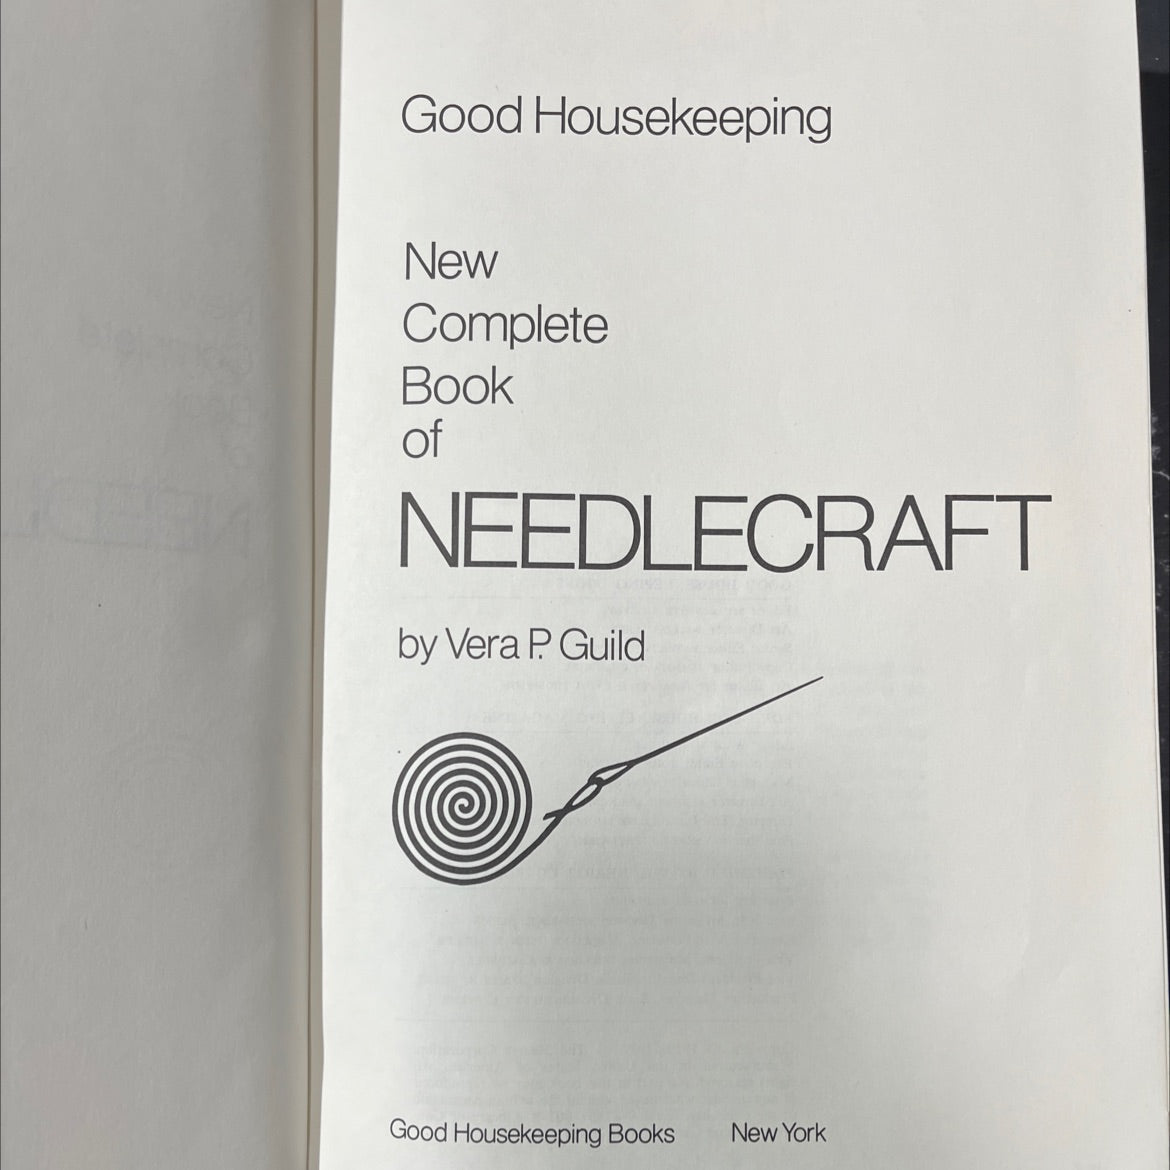 Good Housekeeping
New
Complete
Book
of
NEEDLECRAFT
by Vera P. Guild
Good Housekeeping Books New York